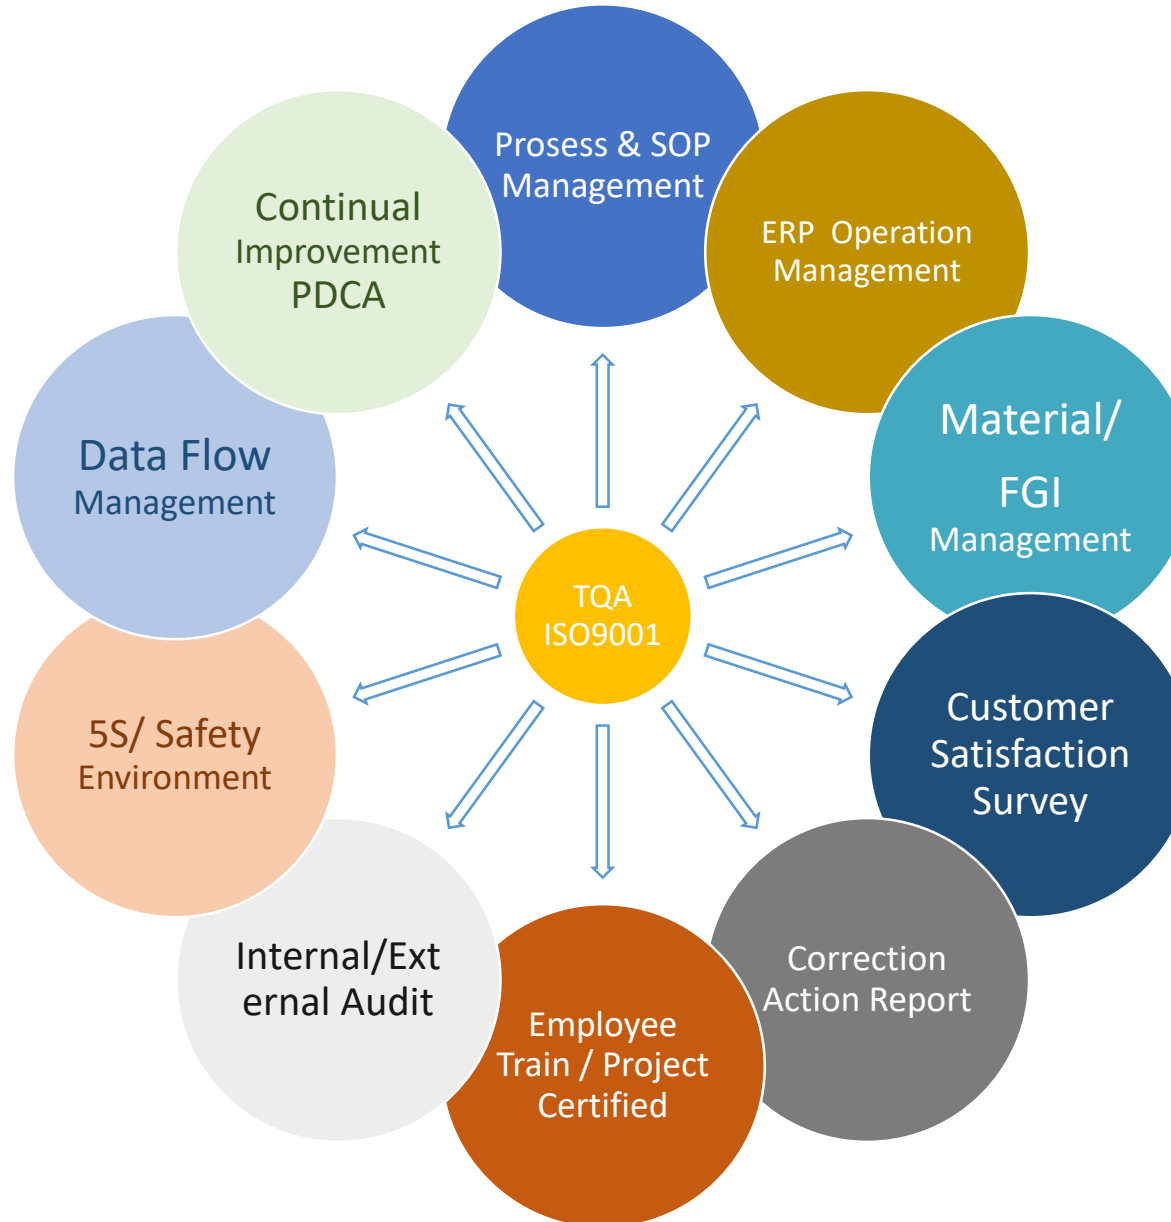 Prosess & SOP
Management
ERP  Operation
Management
Material/
FGI
Management
Customer
Satisfaction
Survey
Correction
Action Report
Employee
Train / Project
Certified
Internal/Ext
ernal Audit
5S/ Safety
Environment
Data Flow
Management
Continual
Improvement
PDCA
TQA
ISO9001